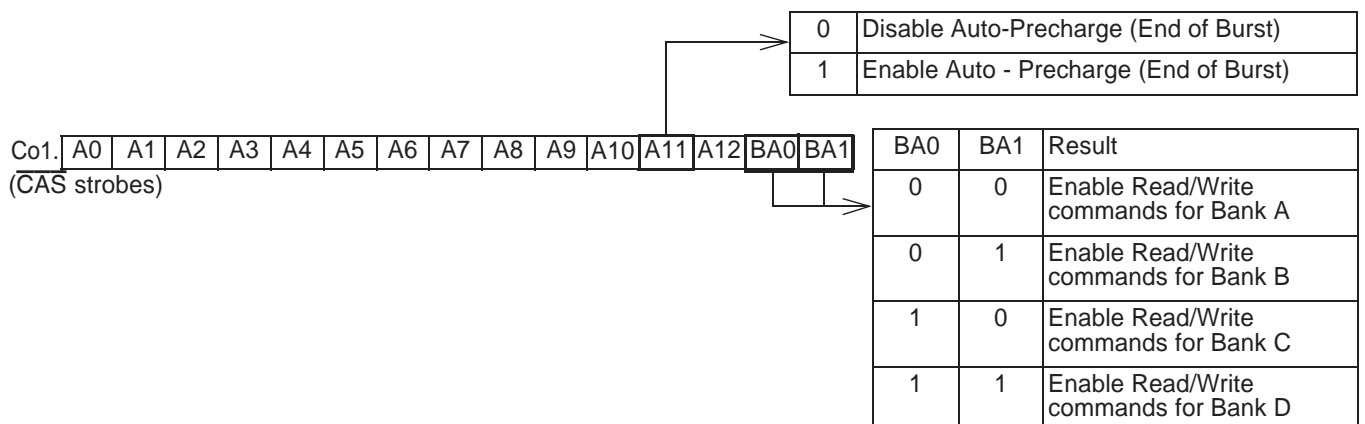 0 Disable Auto-Precharge (End of Burst)
1 Enable Auto - Precharge (End of Burst)
Co1. A0 A1 A2 A3 A4 A5 A6 A7 A8 A9 A10 A11 A12 BA0 BA1
(CAS strobes)
BA0 BA1 Result
0 0 Enable Read/Write
commands for Bank A
0 1 Enable Read/Write
commands for Bank B
1 0 Enable Read/Write
commands for Bank C
1 1 Enable Read/Write
commands for Bank D